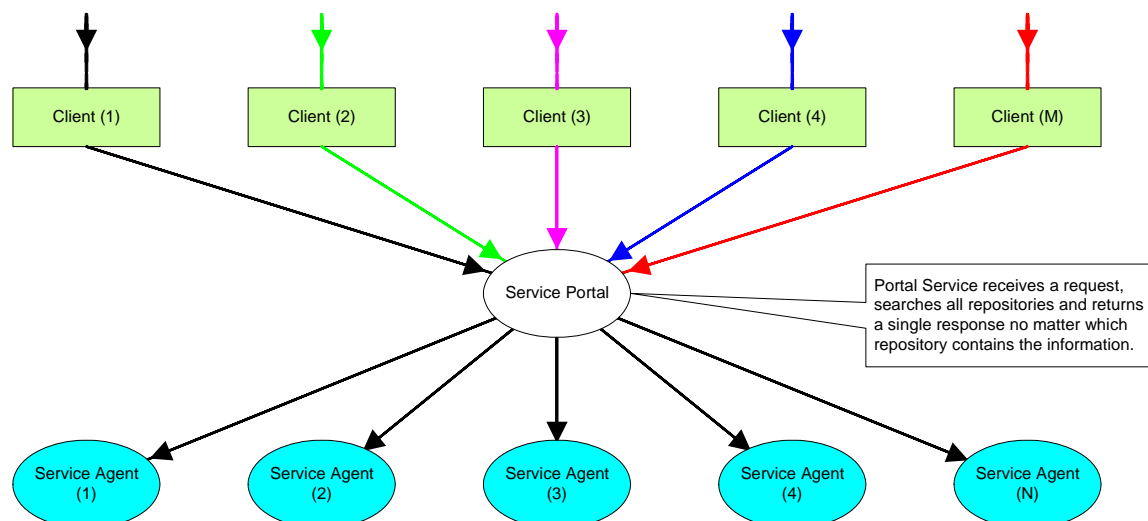 Client (1)
Client (2)
Client (3)
Client (4)
Client (M)
Service Portal
Portal Service receives a request,
searches all repositories and returns
a single response no matter which
repository contains the information.
Service Agent
(1)
Service Agent
(2)
Service Agent
(3)
Service Agent
(4)
Service Agent
(N)